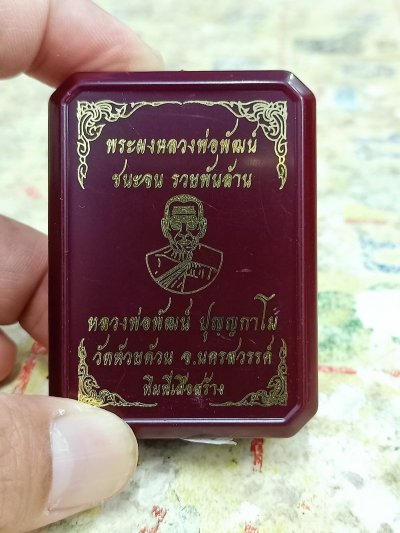 พระผงหลวงพ่อพัฒน์
ชนะจน รวยพันล้าน
หลวงพ่อพัฒน์ ปุญญกาโม
วัดห้วยด้วน จ.นครสวรรค์
ทีมพี่เสือสร้าง